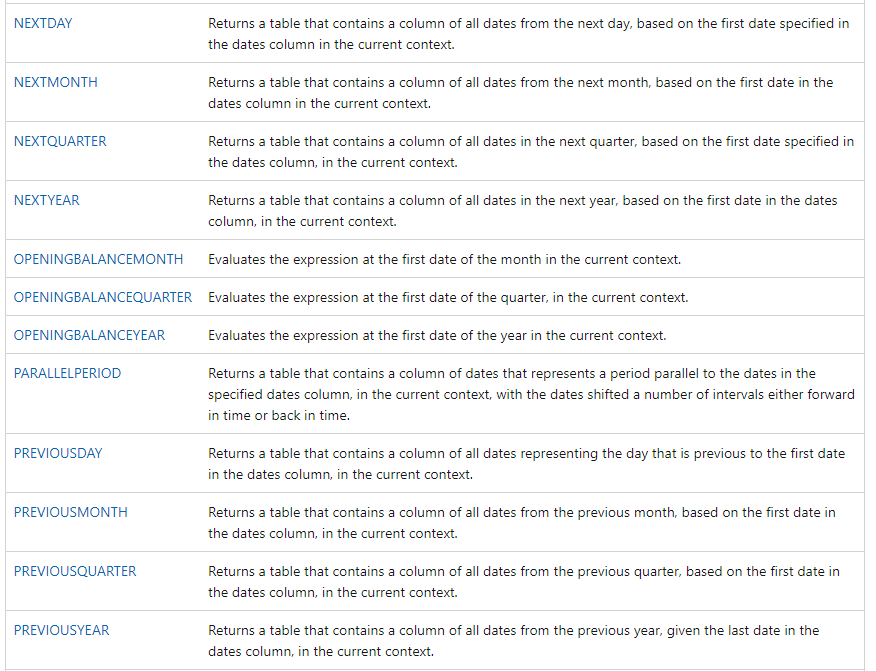 NEXTDAY Returns a table that contains a column of all dates from the next day, based on the first date specified in
the dates column in the current context.
NEXTMONTH Returns a table that contains a column of all dates from the next month, based on the first date in the
dates column in the current context.
NEXTQUARTER Returns a table that contains a column of all dates in the next quarter, based on the first date specified in
the dates column, in the current context.
NEXTYEAR Returns a table that contains a column of all dates in the next year, based on the first date in the dates
column, in the current context.
OPENINGBALANCEMONTH Evaluates the expression at the first date of the month in the current context.
OPENINGBALANCEQUARTER Evaluates the expression at the first date of the quarter, in the current context.
OPENINGBALANCEYEAR Evaluates the expression at the first date of the year in the current context.
PARALLELPERIOD Returns a table that contains a column of dates that represents a period parallel to the dates in the
specified dates column, in the current context, with the dates shifted a number of intervals either forward
in time or back in time.
PREVIOUSDAY Returns a table that contains a column of all dates representing the day that is previous to the first date
in the dates column, in the current context.
PREVIOUSMONTH Returns a table that contains a column of all dates from the previous month, based on the first date in
the dates column, in the current context.
PREVIOUSQUARTER Returns a table that contains a column of all dates from the previous quarter, based on the first date in
the dates column, in the current context.
PREVIOUSYEAR Returns a table that contains a column of all dates from the previous year, given the last date in the
dates column, in the current context.